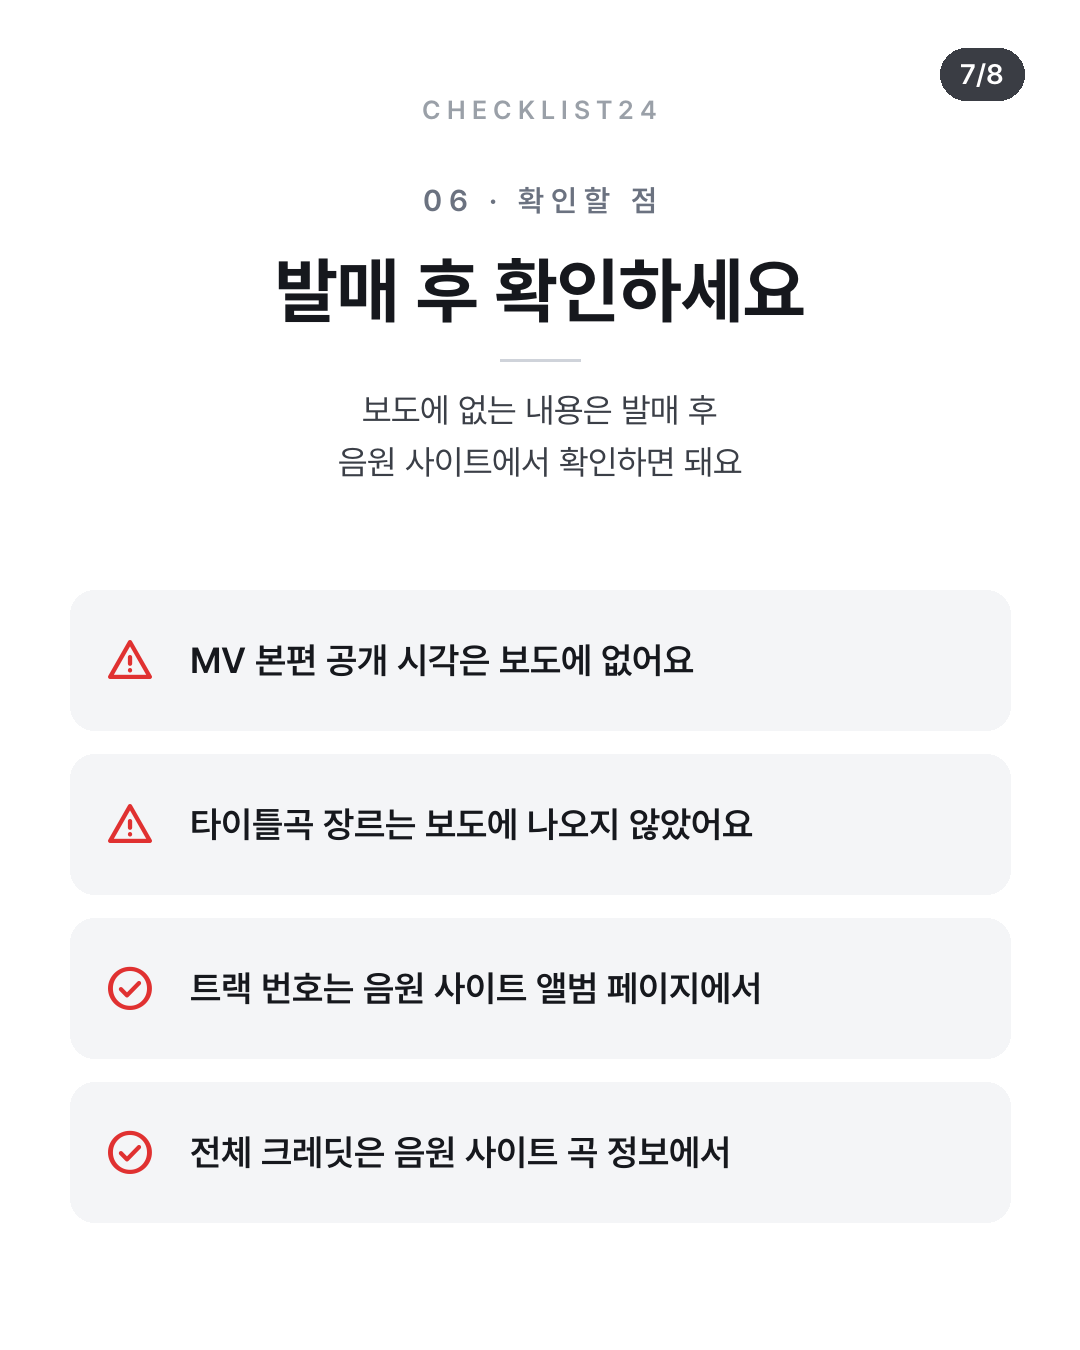 7/8
CHECKLIST24
06 · 확인할 점
발매 후 확인하세요
보도에 없는 내용은 발매 후
음원 사이트에서 확인하면 돼요
MV 본편 공개 시각은 보도에 없어요
타이틀곡 장르는 보도에 나오지 않았어요
트랙 번호는 음원 사이트 앨범 페이지에서
전체 크레딧은 음원 사이트 곡 정보에서